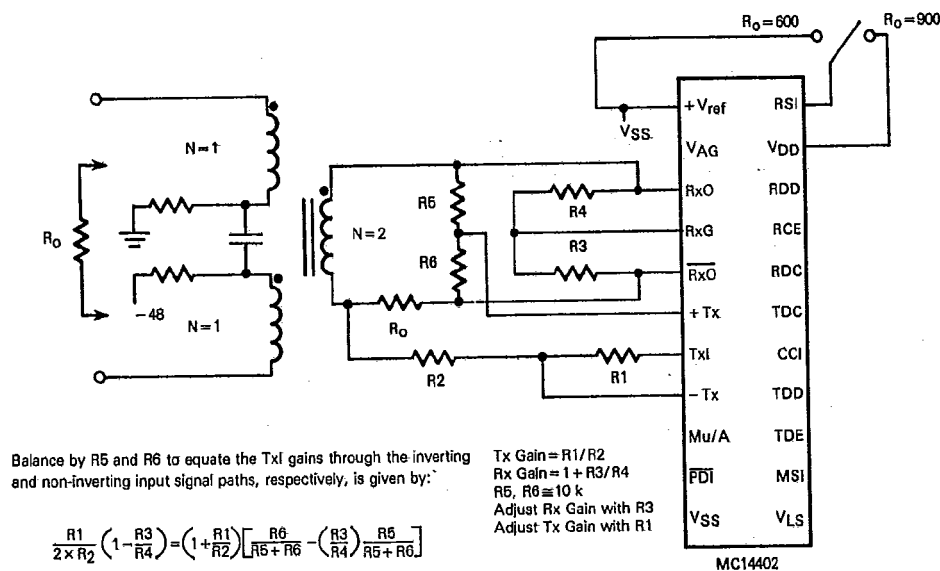 Ro=600
Ro=900
N=1
Ro
-48
N=1
N=2
R5
R6
Ro
R2
R4
R3
R1
VSS
+Vref
VAG
RxO
RxG
R̅x̅O̅
+Tx
TxI
-Tx
Mu/A
P̅D̅I̅
VSS
RSI
VDD
RDD
RCE
RDC
TDC
CCI
TDD
TDE
MSI
VLS
MC14402
Balance by R5 and R6 to equate the TxI gains through the inverting
and non-inverting input signal paths, respectively, is given by:
R1/(2×R2) (1-R3/R4)=(1+R1/R2)[R6/(R5+R6)-(R3/R4)R5/(R5+R6)]
Tx Gain=R1/R2
Rx Gain=1+R3/R4
R5, R6≅10 k
Adjust Rx Gain with R3
Adjust Tx Gain with R1